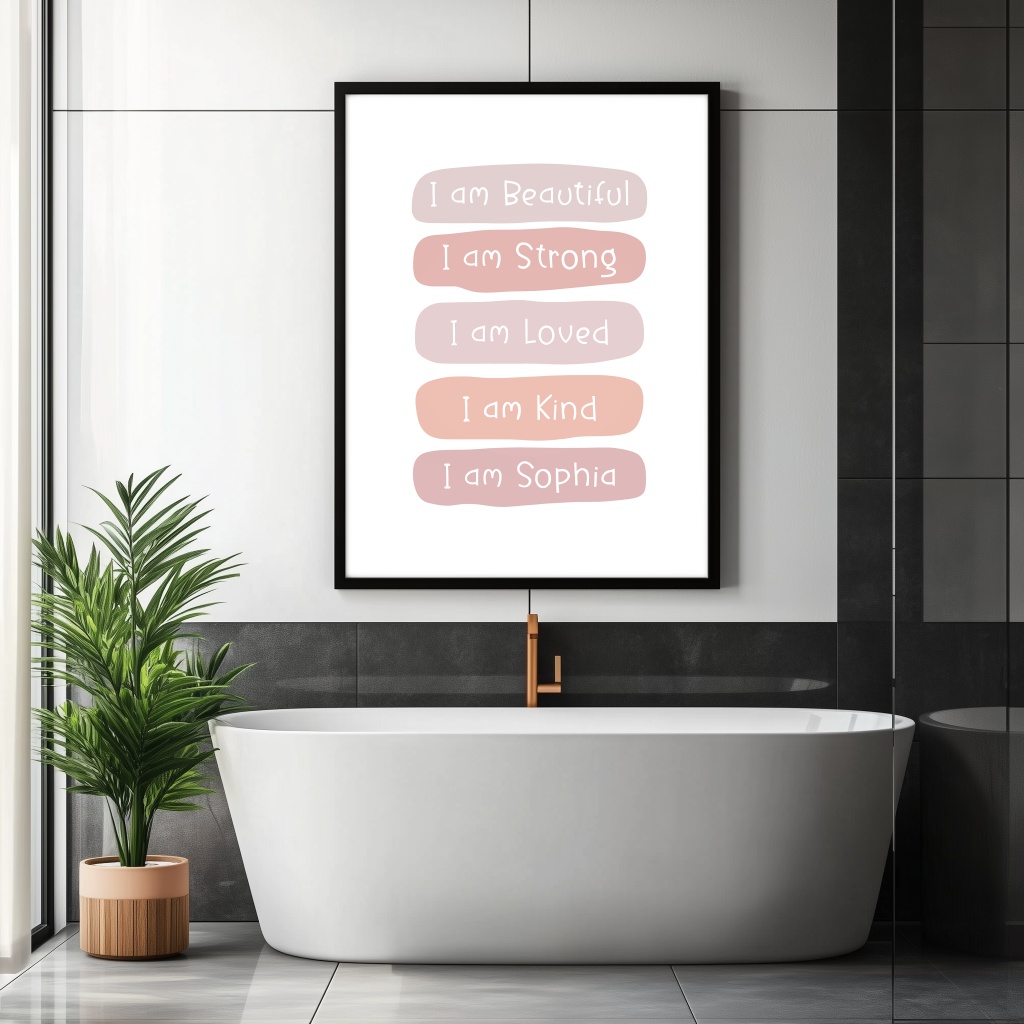 I am Beautiful
I am Strong
I am Loved
I am Kind
I am Sophia